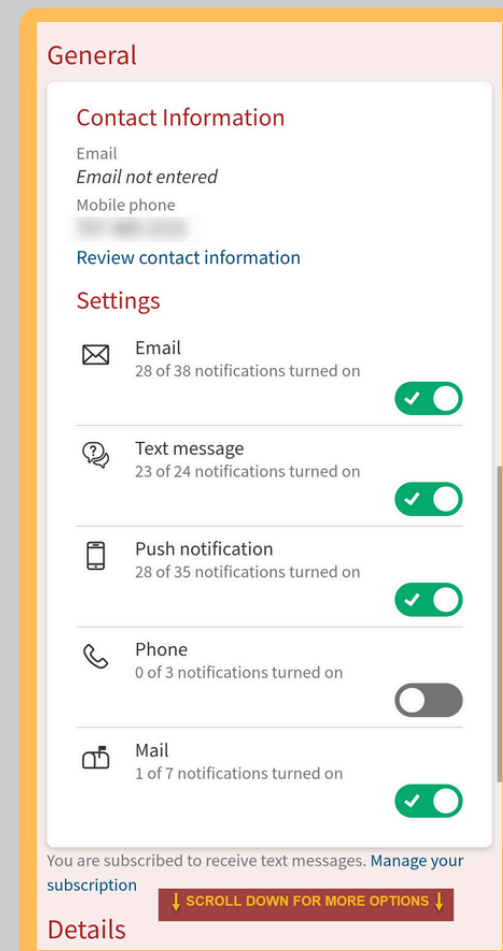 General
Contact Information
Email
Email not entered
Mobile phone
Review contact information
Settings
Email
28 of 38 notifications turned on
Text message
23 of 24 notifications turned on
Push notification
28 of 35 notifications turned on
Phone
0 of 3 notifications turned on
Mail
1 of 7 notifications turned on
You are subscribed to receive text messages. Manage your
subscription
↓ SCROLL DOWN FOR MORE OPTIONS ↓
Details